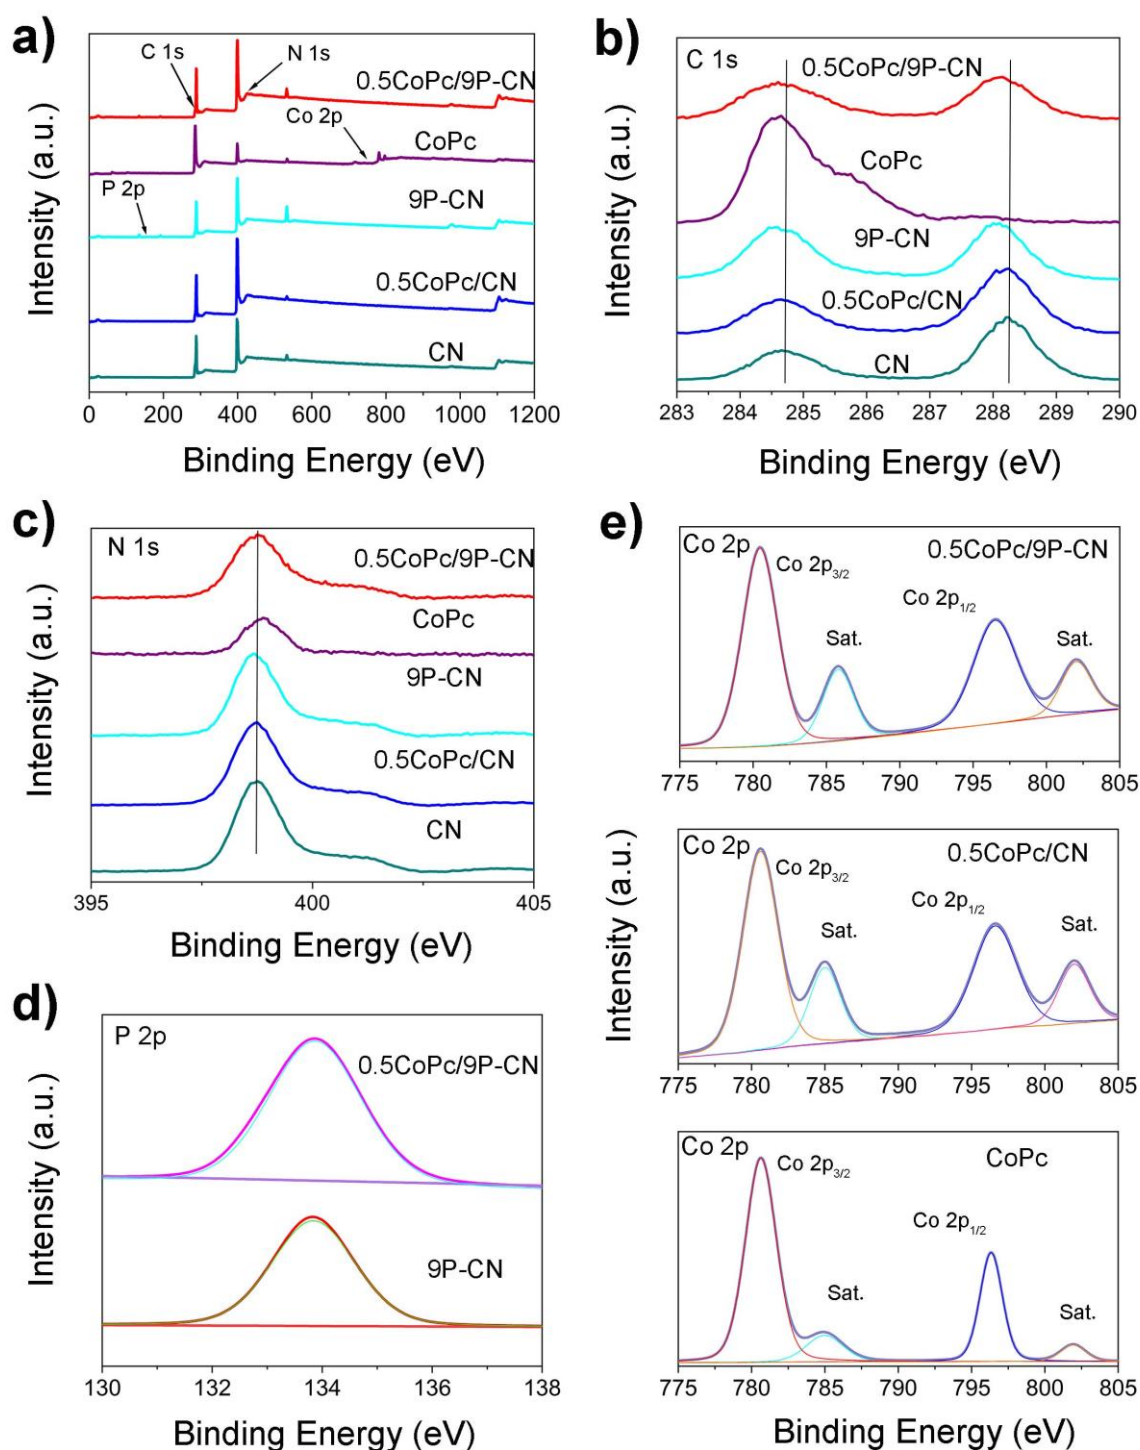 a)
C 1s
N 1s
0.5CoPc/9P-CN
Co 2p
CoPc
P 2p
9P-CN
0.5CoPc/CN
CN
Intensity (a.u.)
0 200 400 600 800 1000 1200
Binding Energy (eV)
b)
C 1s
0.5CoPc/9P-CN
CoPc
9P-CN
0.5CoPc/CN
CN
Intensity (a.u.)
283 284 285 286 287 288 289 290
Binding Energy (eV)
c)
N 1s
0.5CoPc/9P-CN
CoPc
9P-CN
0.5CoPc/CN
CN
Intensity (a.u.)
395 400 405
Binding Energy (eV)
d)
P 2p
0.5CoPc/9P-CN
9P-CN
Intensity (a.u.)
130 132 134 136 138
Binding Energy (eV)
e)
Co 2p
0.5CoPc/9P-CN
Co 2p3/2
Co 2p1/2
Sat.
Sat.
775 780 785 790 795 800 805
Co 2p
0.5CoPc/CN
Co 2p3/2
Co 2p1/2
Sat.
Sat.
Intensity (a.u.)
775 780 785 790 795 800 805
Co 2p
CoPc
Co 2p3/2
Co 2p1/2
Sat.
Sat.
775 780 785 790 795 800 805
Binding Energy (eV)